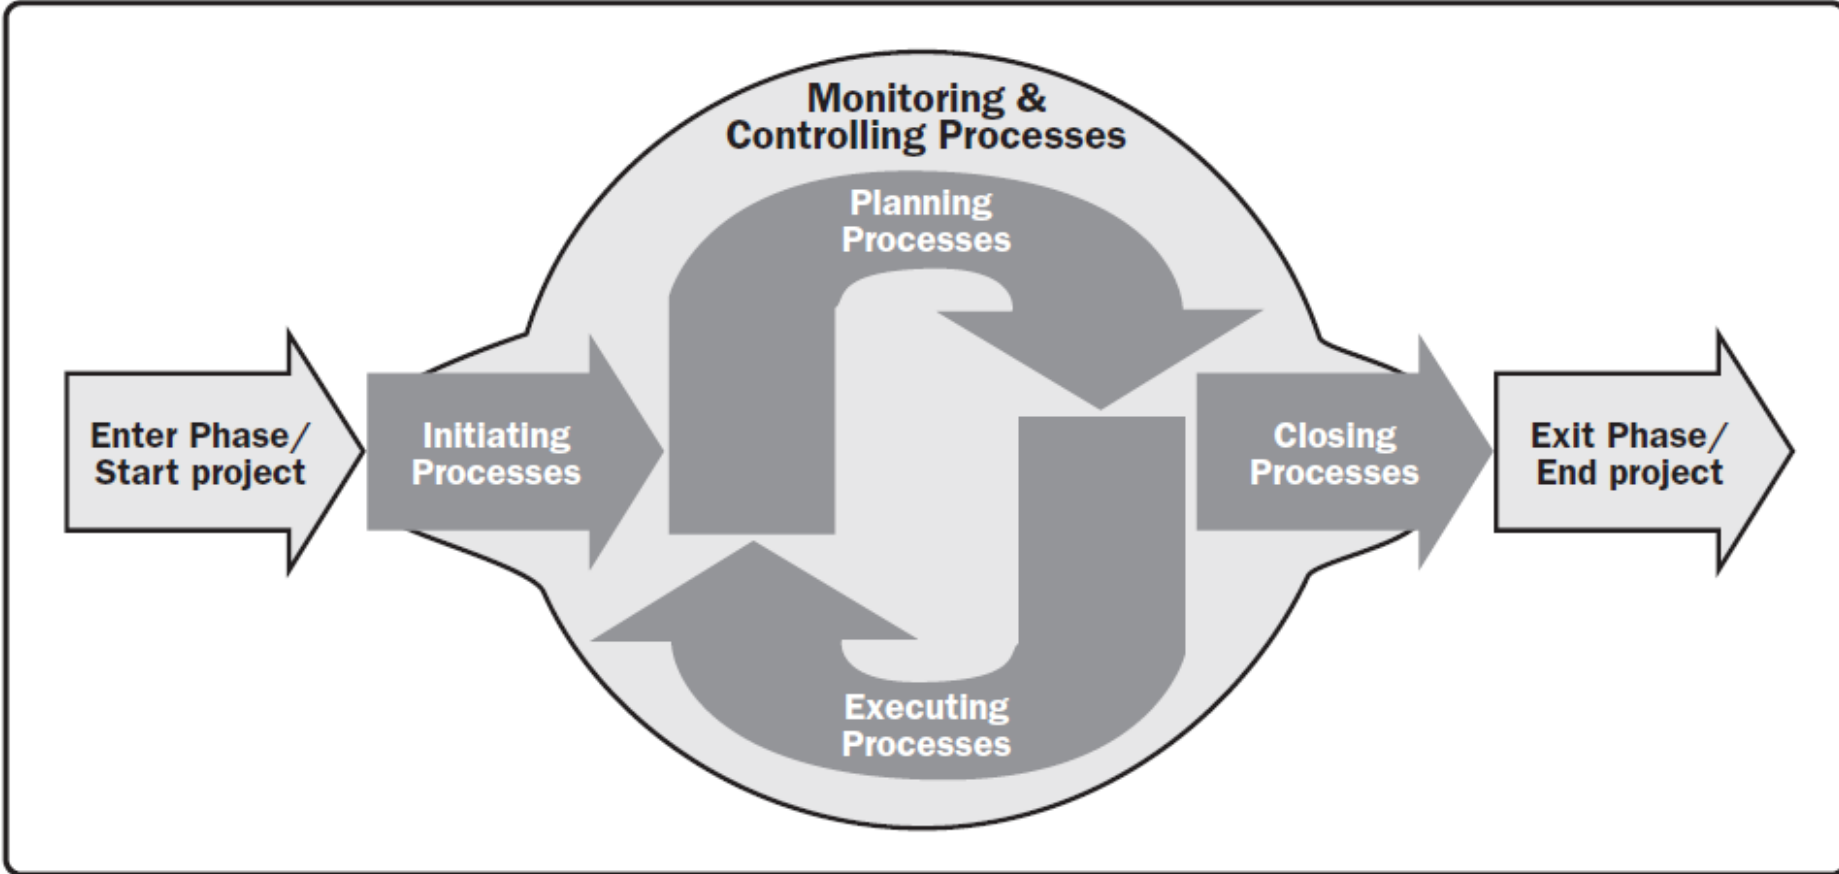 Monitoring &
Controlling Processes
Planning
Processes
Enter Phase/
Start project
Initiating
Processes
Closing
Processes
Exit Phase/
End project
Executing
Processes